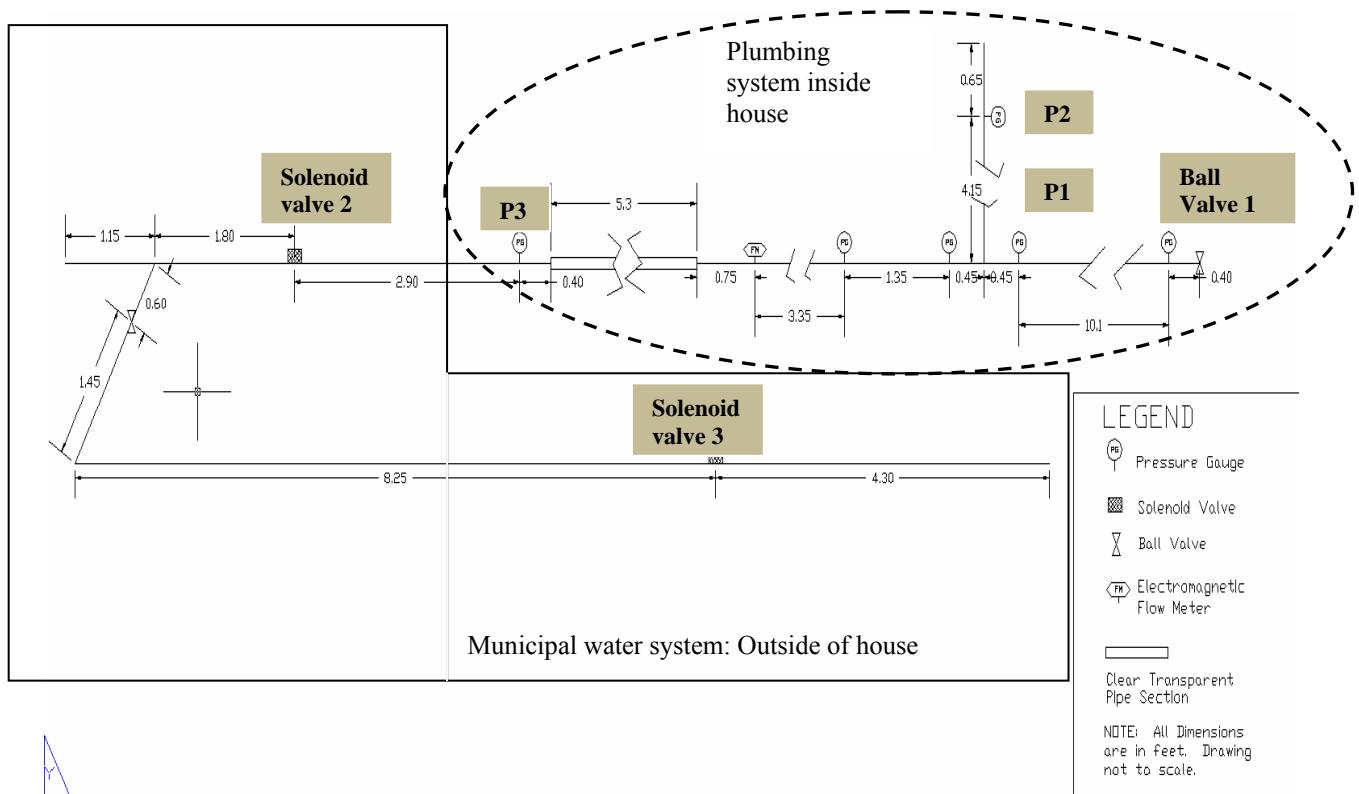 Plumbing
system inside
house
0.65
PG
P2
Solenoid
valve 2
P3
5.3
4.15
P1
Ball
Valve 1
1.15
1.80
PG
FM
PG
PG
PG
PG
2.90
0.40
0.75
1.35
0.45
0.45
0.40
0.60
3.35
10.1
1.45
Solenoid
valve 3
8.25
4.30
Municipal water system: Outside of house
LEGEND
PG Pressure Gauge
Solenoid Valve
Ball Valve
FM Electromagnetic
Flow Meter
Clear Transparent
Pipe Section
NOTE: All Dimensions
are in feet. Drawing
not to scale.
Y